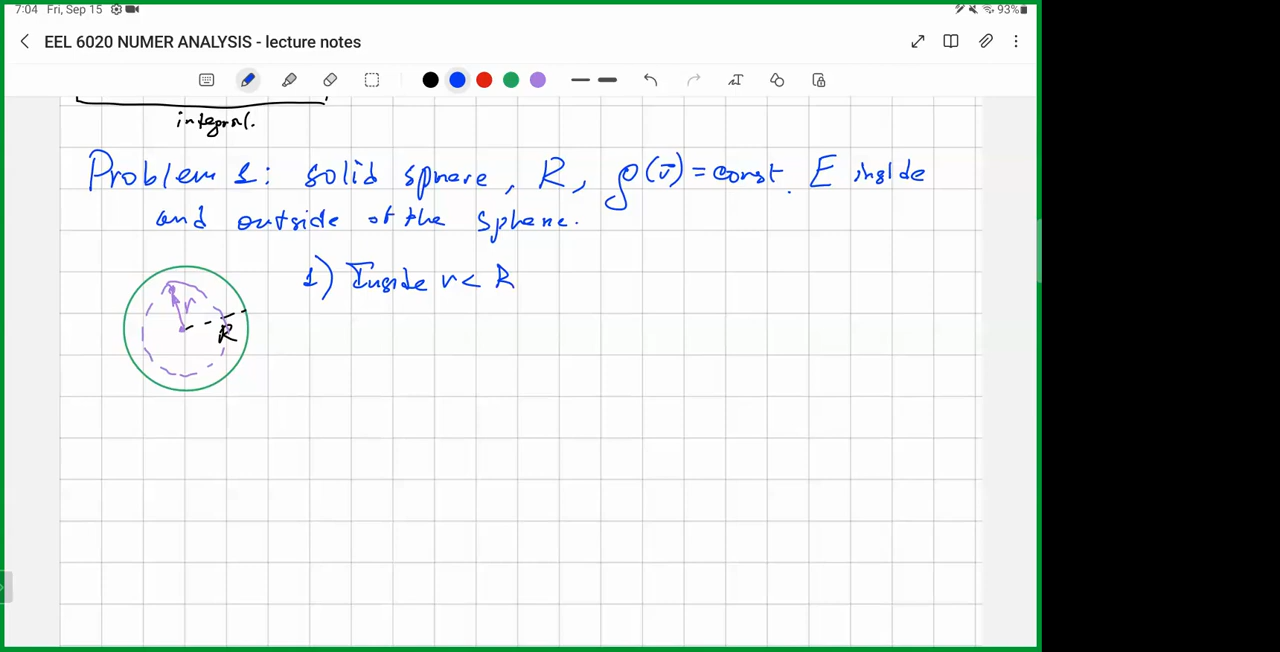 7:04 Fri, Sep 15 93%
EEL 6020 NUMER ANALYSIS - lecture notes
integral.
Problem 1: solid sphere, R, ρ(r̄) = const. E inside
and outside of the sphere.
1) Inside r < R
r
R